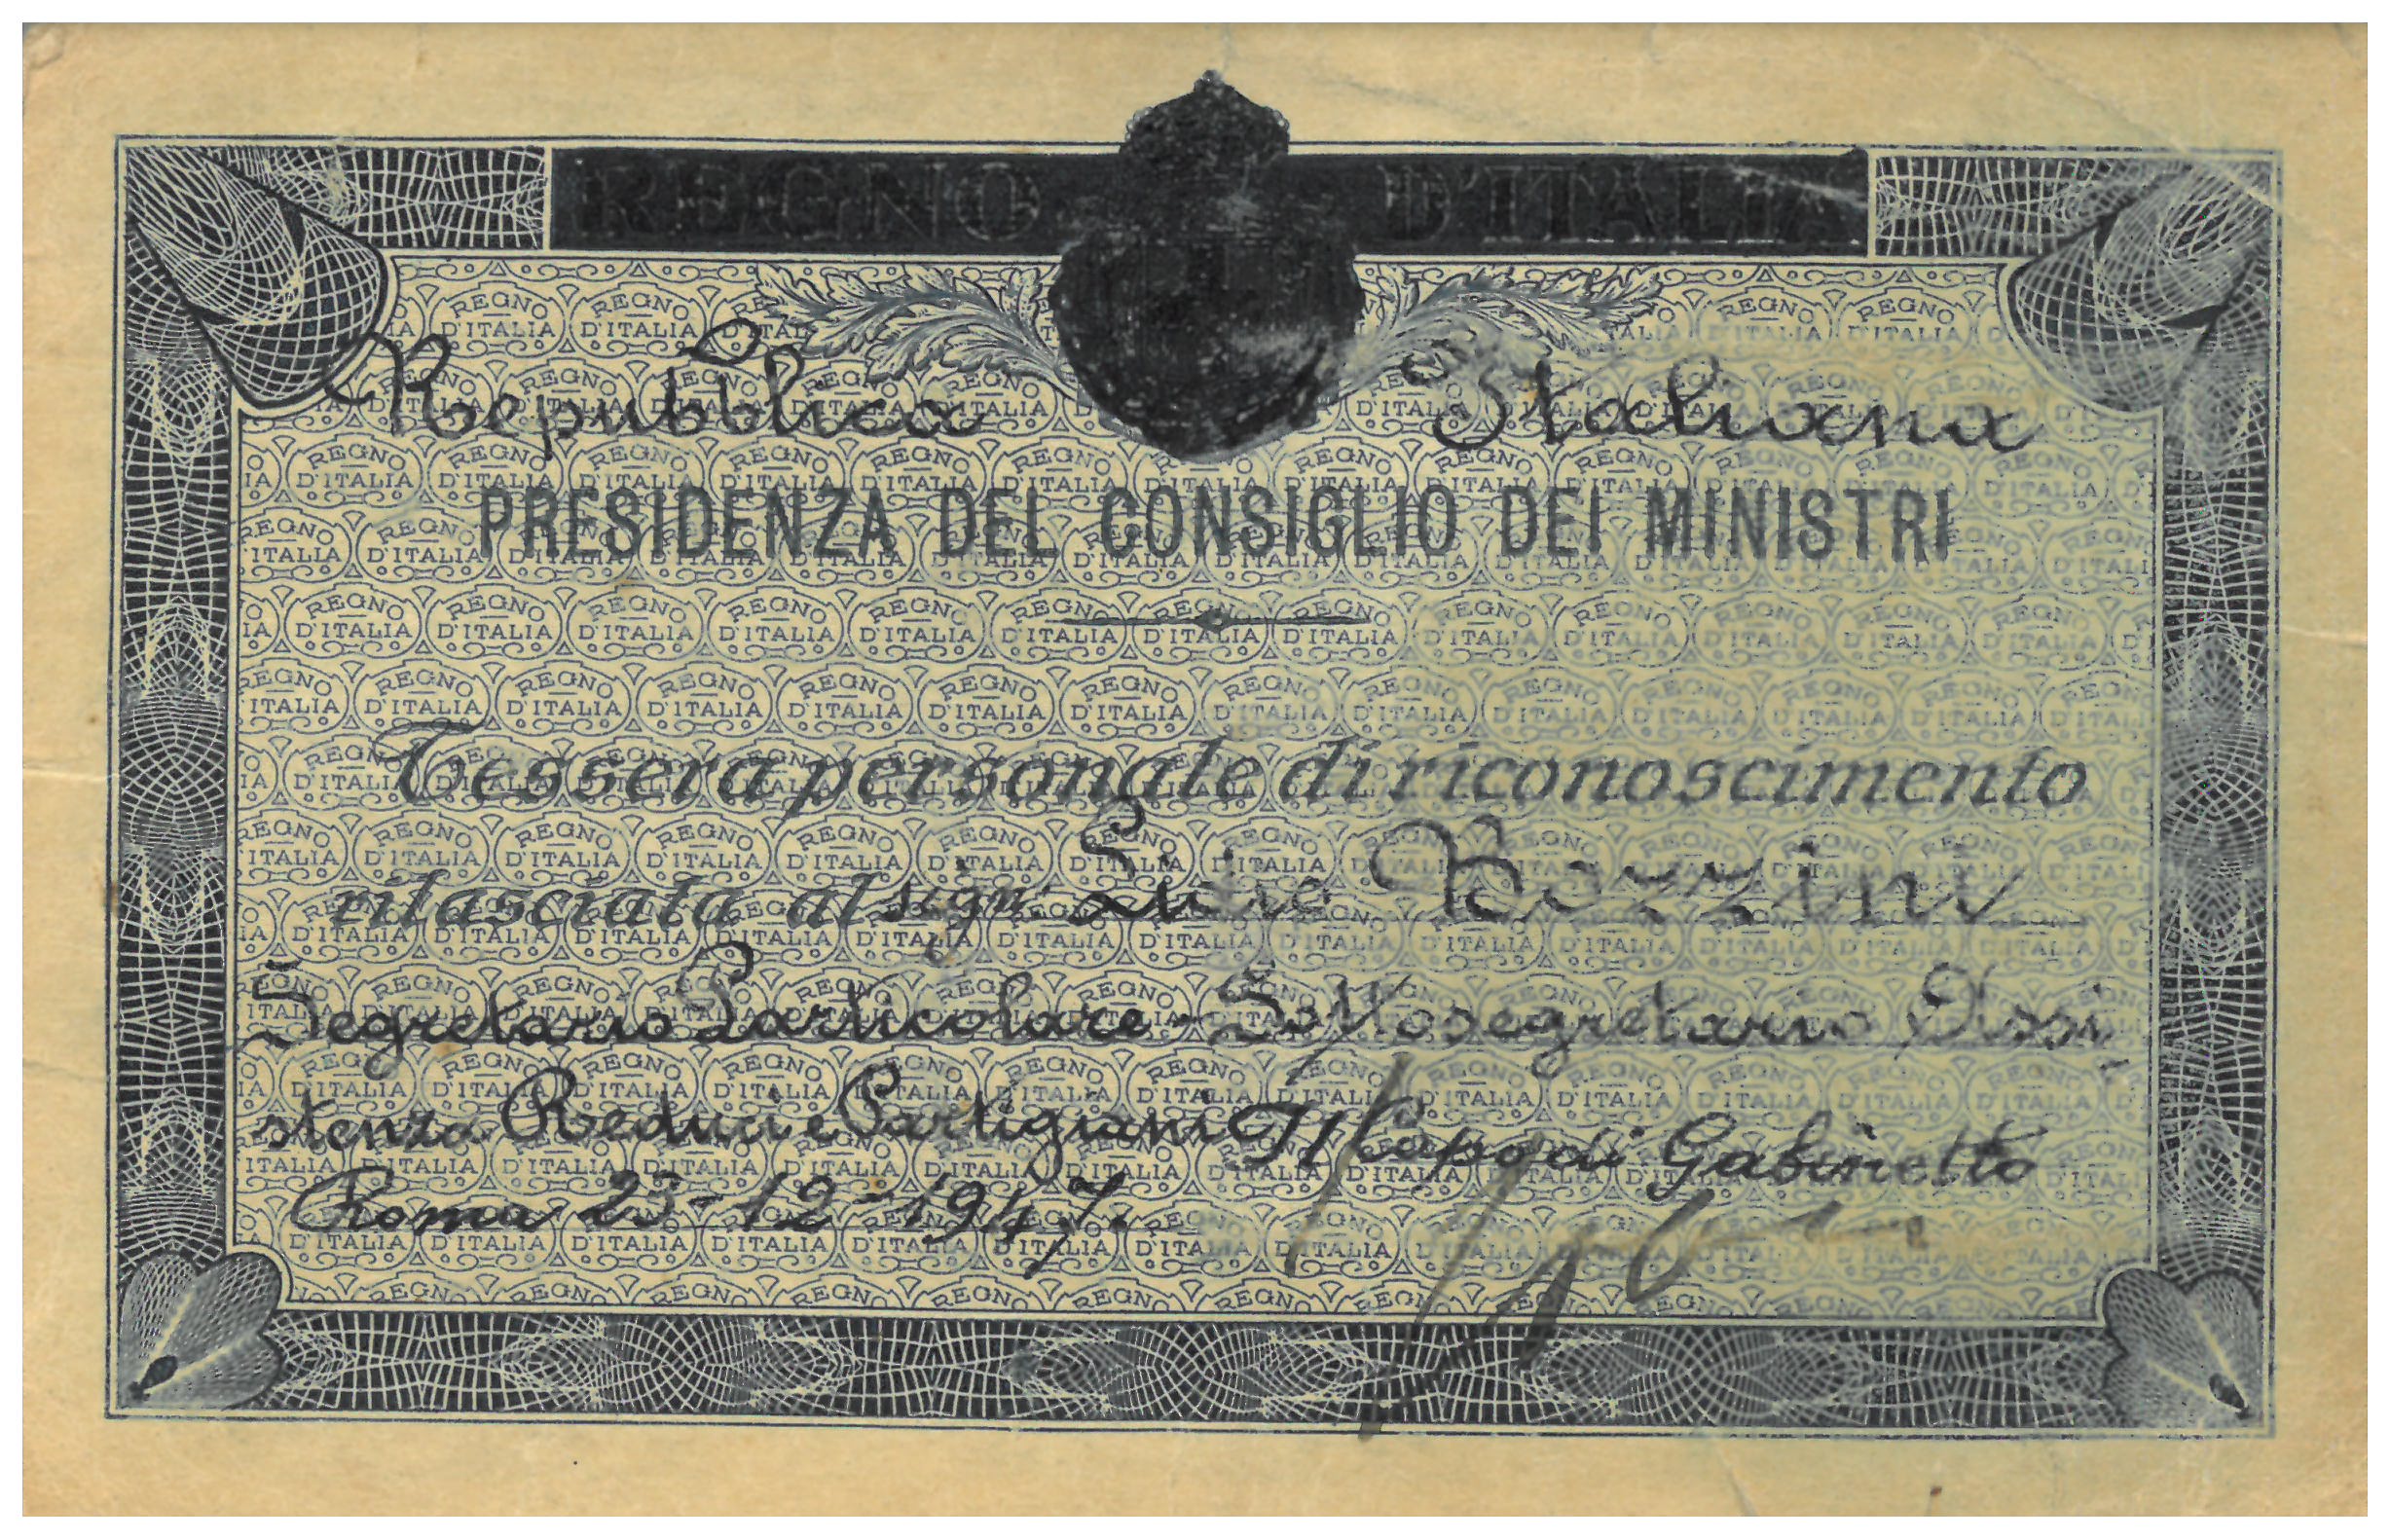 REGNO D'ITALIA
Repubblica Italiana
PRESIDENZA DEL CONSIGLIO DEI MINISTRI
Tessera personale di riconoscimento
rilasciata al sign. Livio Bozzini
Segretario Particolare - Sottosegretario Assi
stenza Reduci e Partigiani Il Capo di Gabinetto
Roma 23-12-1947.